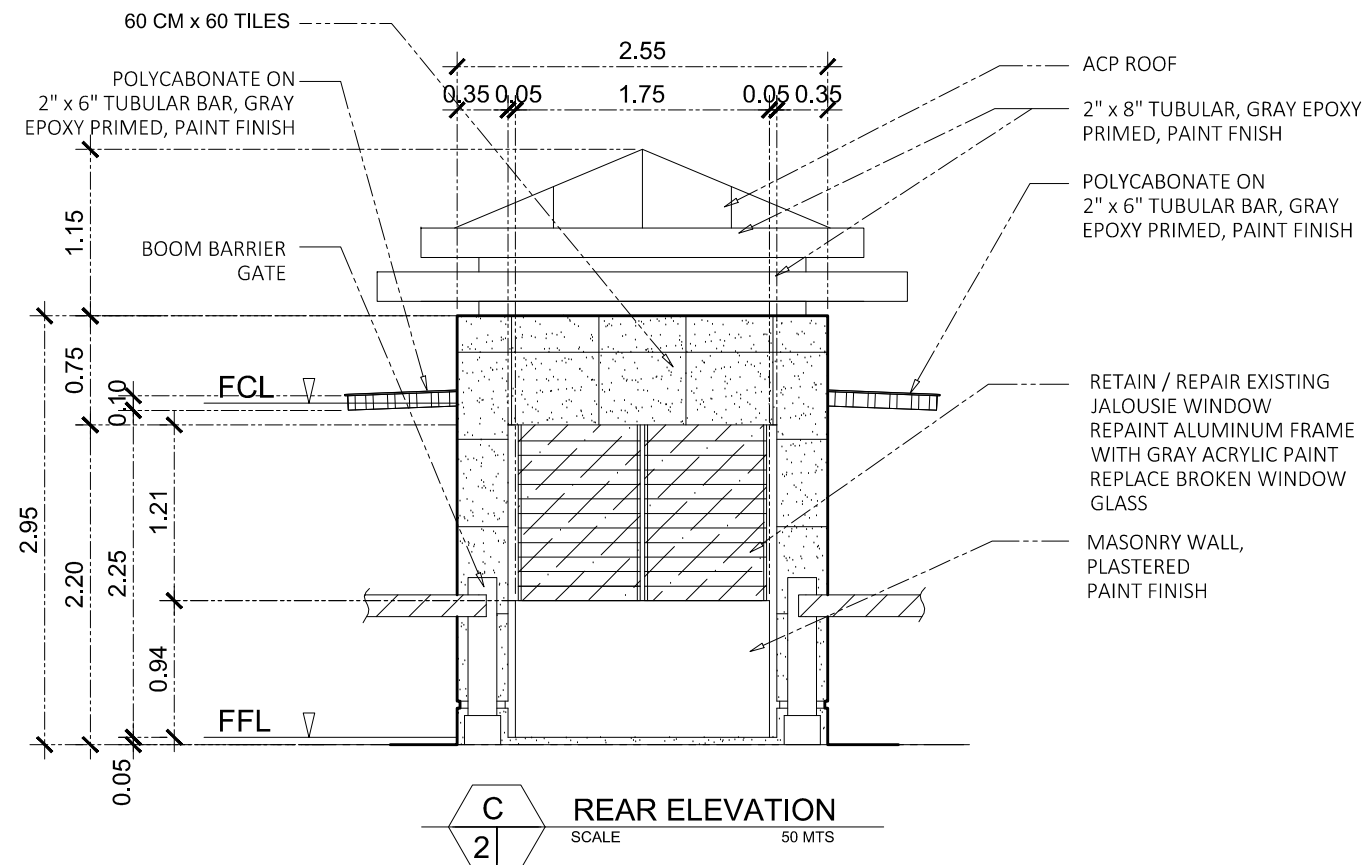 60 CM x 60 TILES
POLYCABONATE ON
2" x 6" TUBULAR BAR, GRAY
EPOXY PRIMED, PAINT FINISH
BOOM BARRIER
GATE
2.55
0.35 0.05 1.75 0.05 0.35
ACP ROOF
2" x 8" TUBULAR, GRAY EPOXY
PRIMED, PAINT FNISH
POLYCABONATE ON
2" x 6" TUBULAR BAR, GRAY
EPOXY PRIMED, PAINT FINISH
RETAIN / REPAIR EXISTING
JALOUSIE WINDOW
REPAINT ALUMINUM FRAME
WITH GRAY ACRYLIC PAINT
REPLACE BROKEN WINDOW
GLASS
MASONRY WALL,
PLASTERED
PAINT FINISH
1.15
0.75
0.10
FCL
2.95
2.20
2.25
1.21
0.94
FFL
0.05
C
2
REAR ELEVATION
SCALE 50 MTS